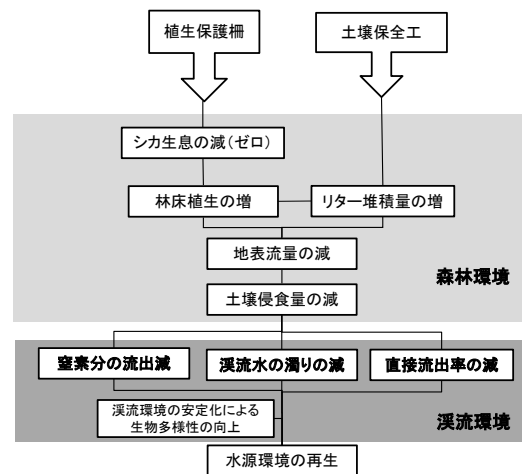 植生保護柵
土壌保全工
シカ生息の減(ゼロ)
林床植生の増
リター堆積量の増
地表流量の減
森林環境
土壌侵食量の減
窒素分の流出減
渓流水の濁りの減
直接流出率の減
渓流環境の安定化による
生物多様性の向上
渓流環境
水源環境の再生